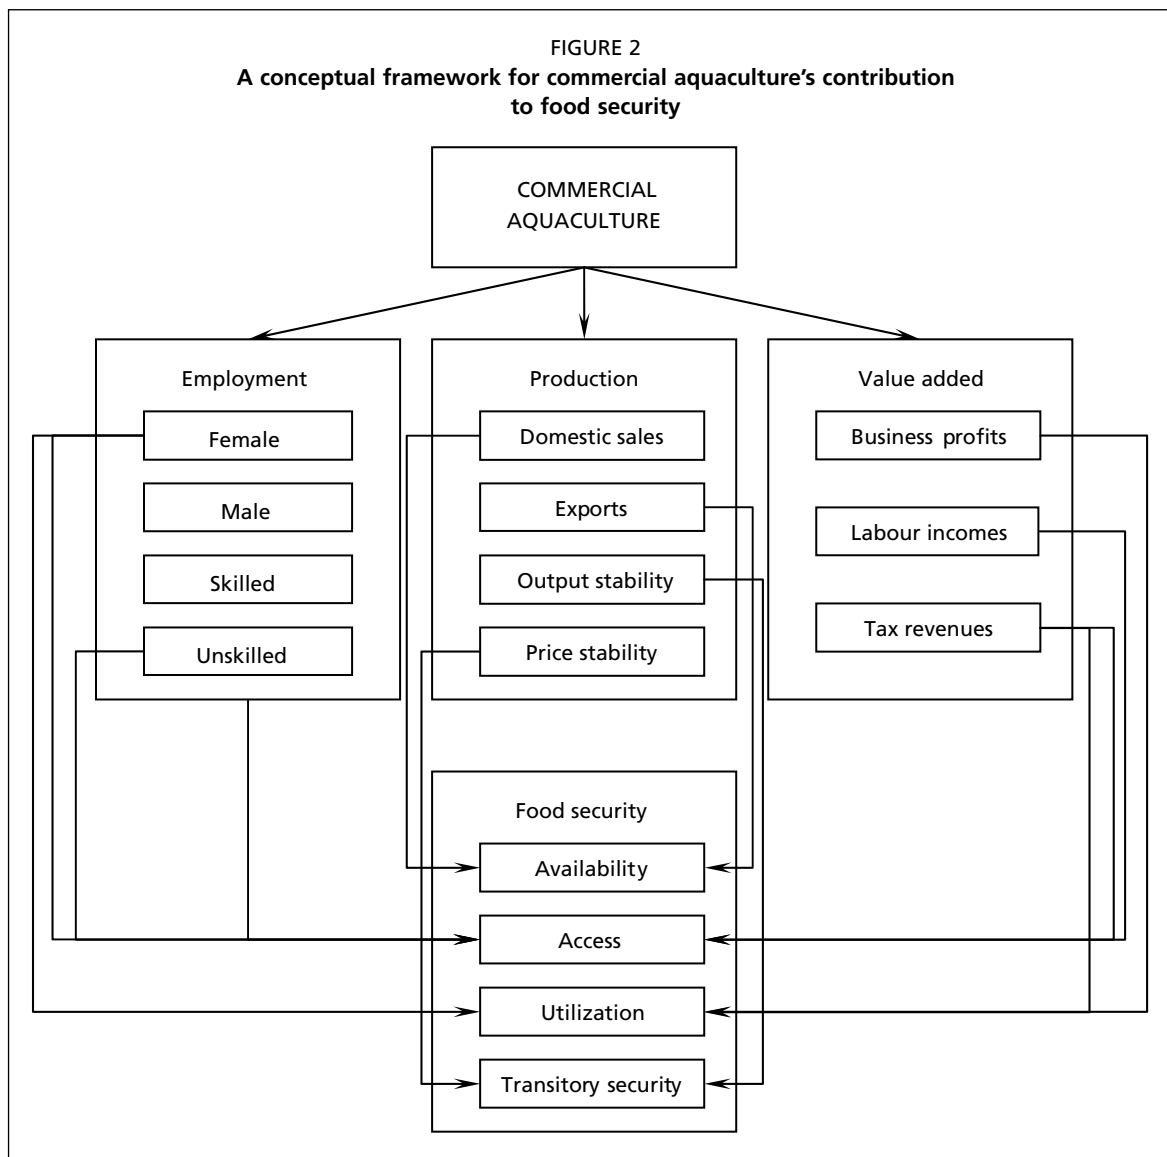 FIGURE 2
A conceptual framework for commercial aquaculture’s contribution
to food security
COMMERCIAL
AQUACULTURE
Employment
Female
Male
Skilled
Unskilled
Production
Domestic sales
Exports
Output stability
Price stability
Value added
Business profits
Labour incomes
Tax revenues
Food security
Availability
Access
Utilization
Transitory security